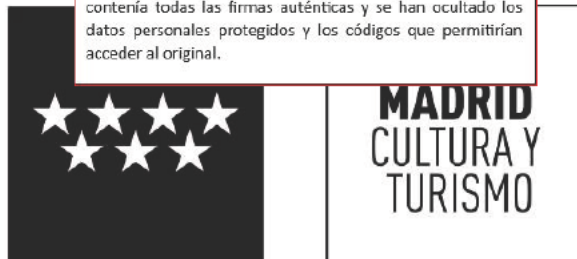 contenía todas las firmas auténticas y se han ocultado los
datos personales protegidos y los códigos que permitirían
acceder al original.
MADRID
CULTURA Y
TURISMO